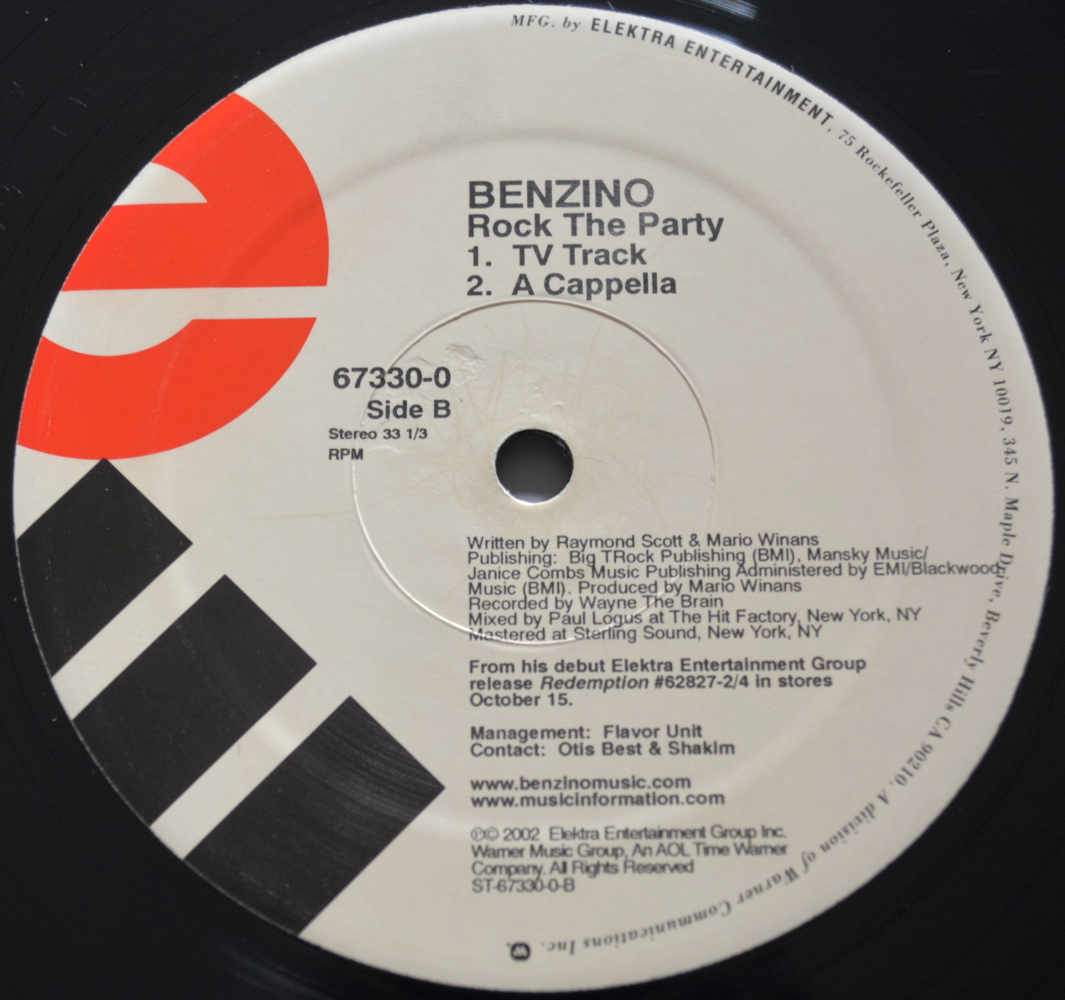 MFG. by ELEKTRA ENTERTAINMENT, 75 Rockefeller Plaza, New York NY 10019, 345 N. Maple Drive, Beverly Hills CA 90210. A division of Warner Communications Inc.
BENZINO
Rock The Party
1. TV Track
2. A Cappella
67330-0
Side B
Stereo 33 1/3
RPM
Written by Raymond Scott & Mario Winans
Publishing: Big TRock Publishing (BMI), Mansky Music/
Janice Combs Music Publishing Administered by EMI/Blackwood
Music (BMI). Produced by Mario Winans
Recorded by Wayne The Brain
Mixed by Paul Logus at The Hit Factory, New York, NY
Mastered at Sterling Sound, New York, NY
From his debut Elektra Entertainment Group
release Redemption #62827-2/4 in stores
October 15.
Management: Flavor Unit
Contact: Otis Best & Shakim
www.benzinomusic.com
www.musicinformation.com
℗© 2002 Elektra Entertainment Group Inc.
Warner Music Group, An AOL Time Warner
Company. All Rights Reserved
ST-67330-0-B